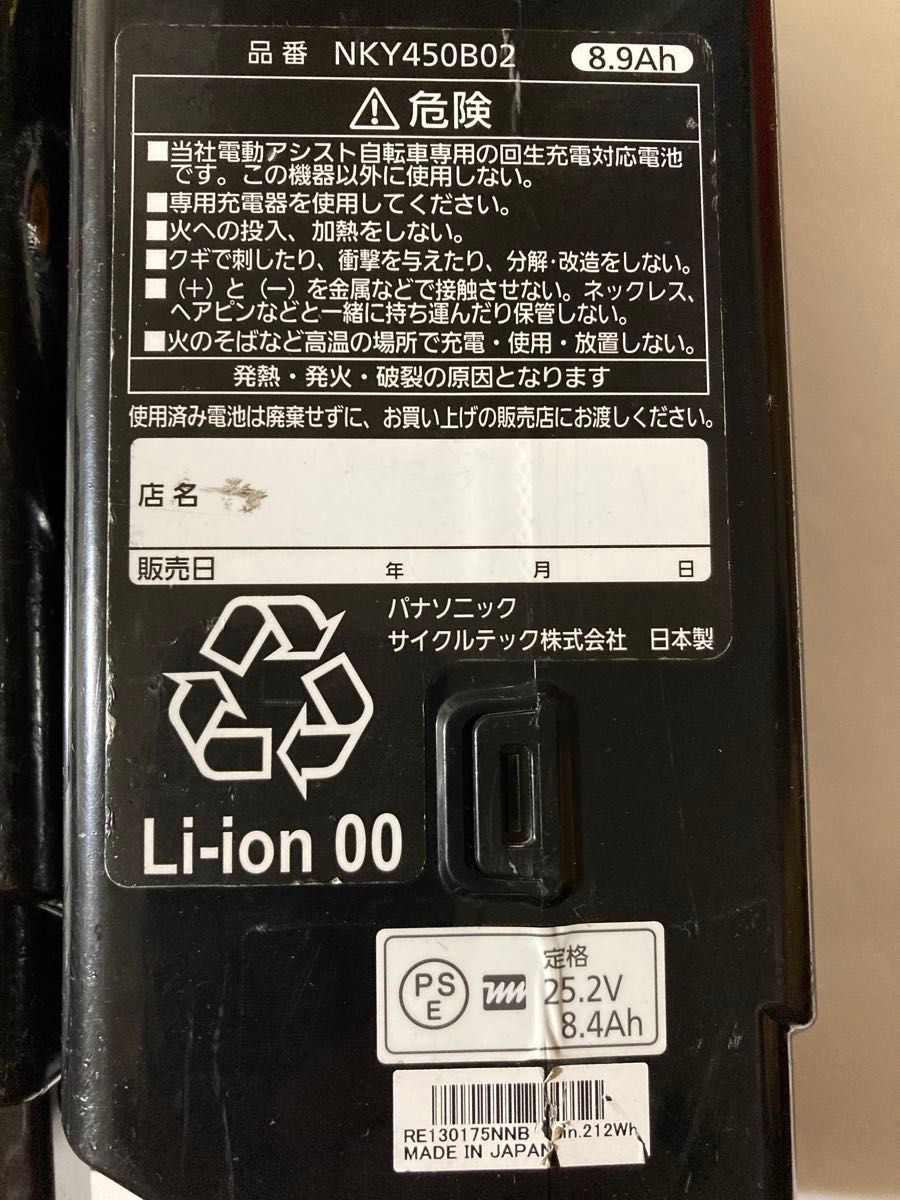 品番 NKY450B02 8.9Ah
危険
■当社電動アシスト自転車専用の回生充電対応電池
です。この機器以外に使用しない。
■専用充電器を使用してください。
■火への投入、加熱をしない。
■クギで刺したり、衝撃を与えたり、分解・改造をしない。
■(+)と(−)を金属などで接触させない。ネックレス、
ヘアピンなどと一緒に持ち運んだり保管しない。
■火のそばなど高温の場所で充電・使用・放置しない。
発熱・発火・破裂の原因となります
使用済み電池は廃棄せずに、お買い上げの販売店にお渡しください。
店名
販売日 年 月 日
パナソニック
サイクルテック株式会社 日本製
Li-ion 00
PS
E
定格
25.2V
8.4Ah
RE130175NNB in.212Wh
MADE IN JAPAN